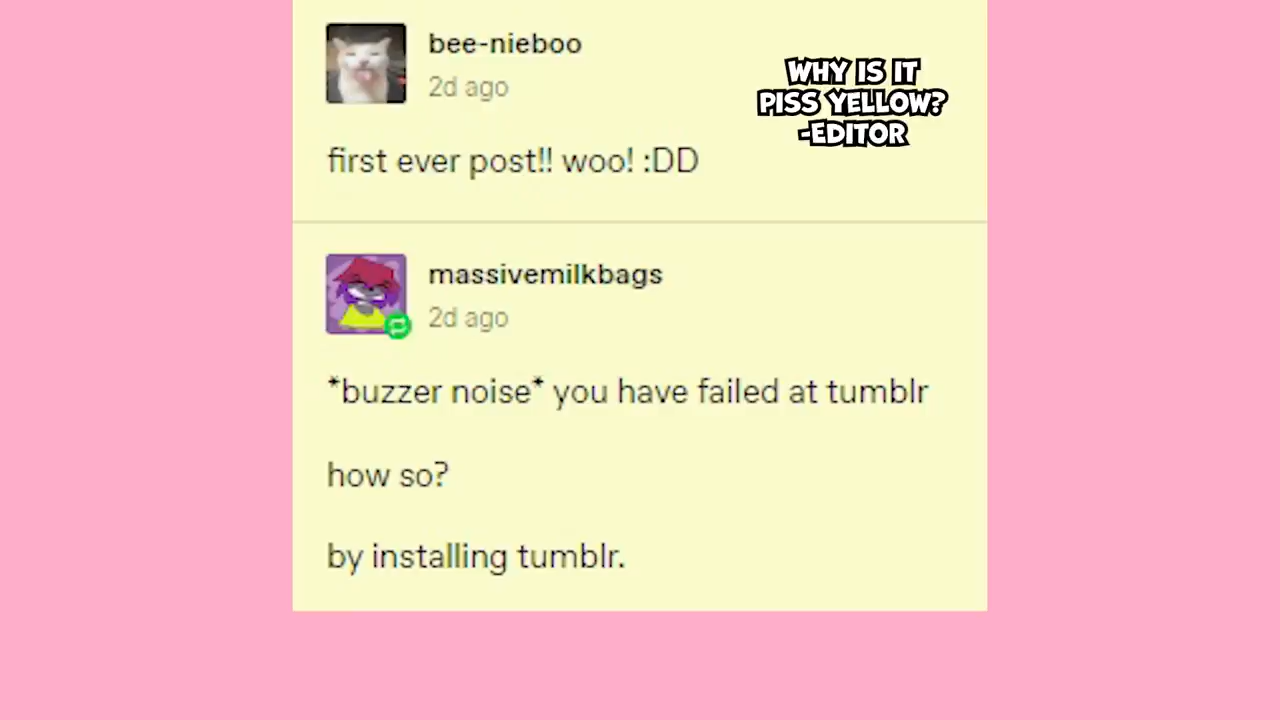 bee-nieboo
2d ago
WHY IS IT
PISS YELLOW?
-EDITOR
first ever post!! woo! :DD
massivemilkbags
2d ago
*buzzer noise* you have failed at tumblr
how so?
by installing tumblr.